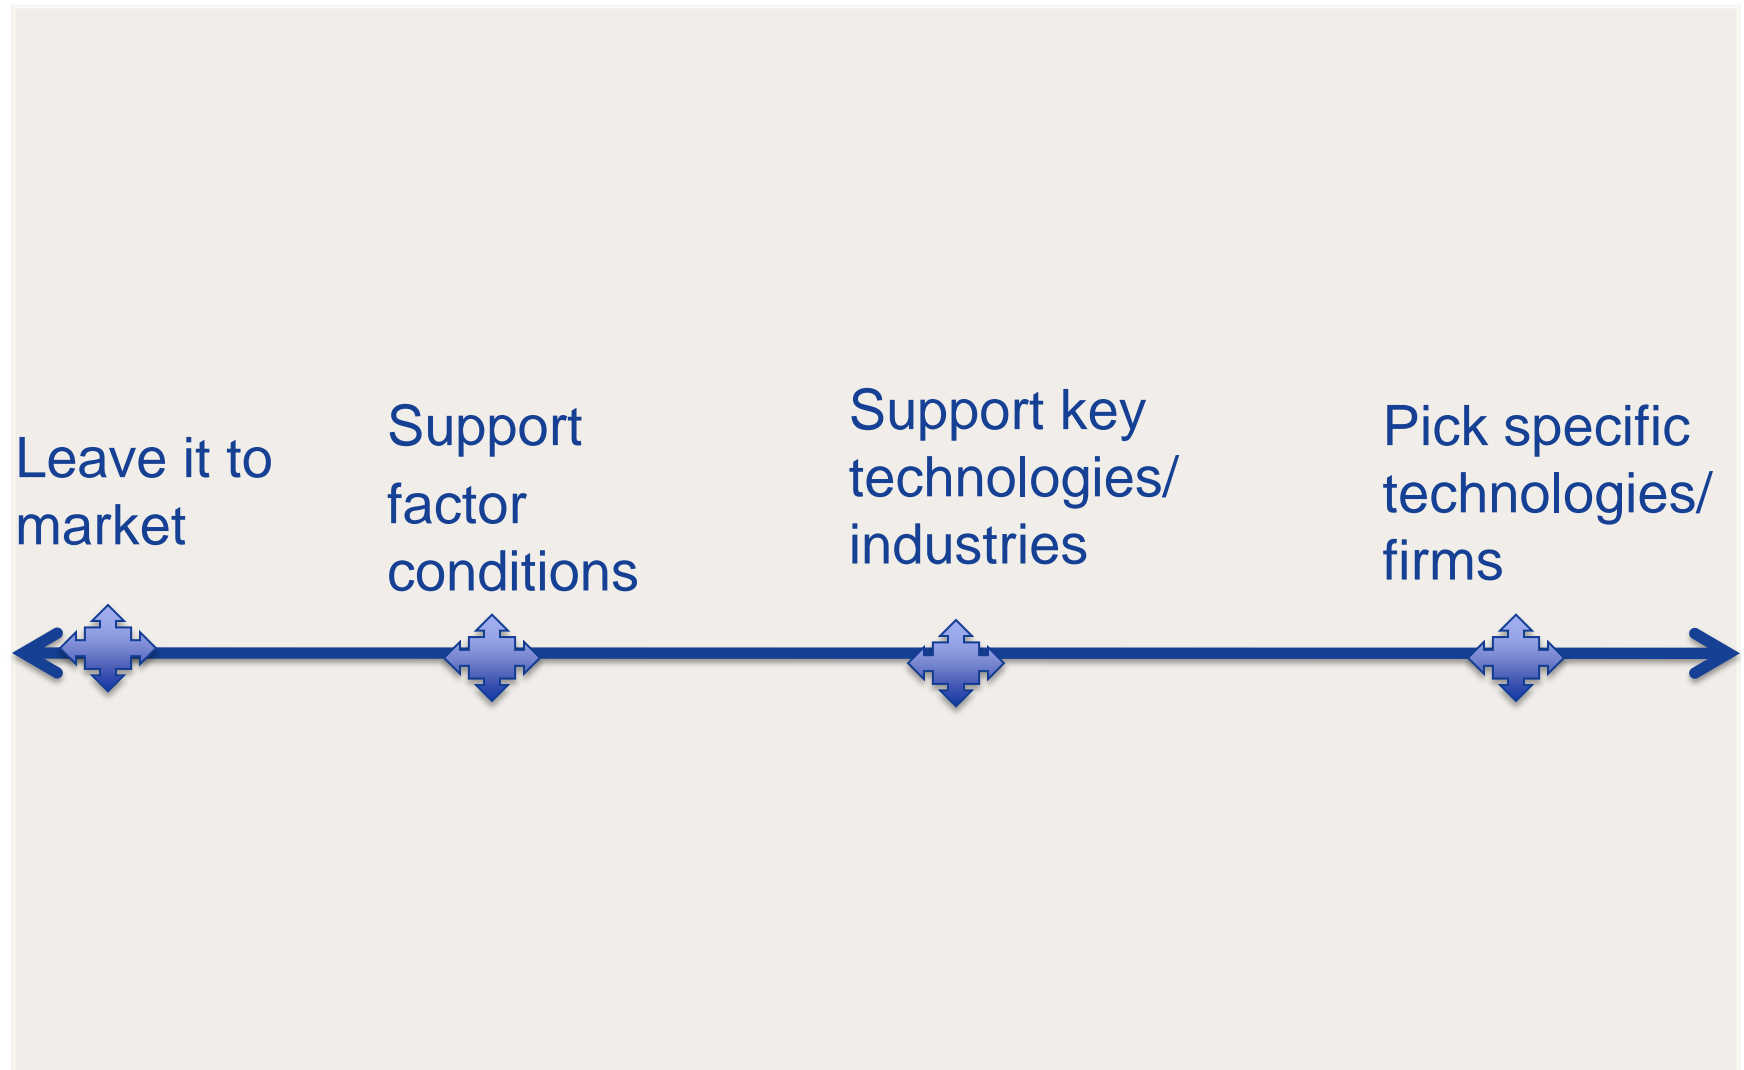 Leave it to
market
Support
factor
conditions
Support key
technologies/
industries
Pick specific
technologies/
firms